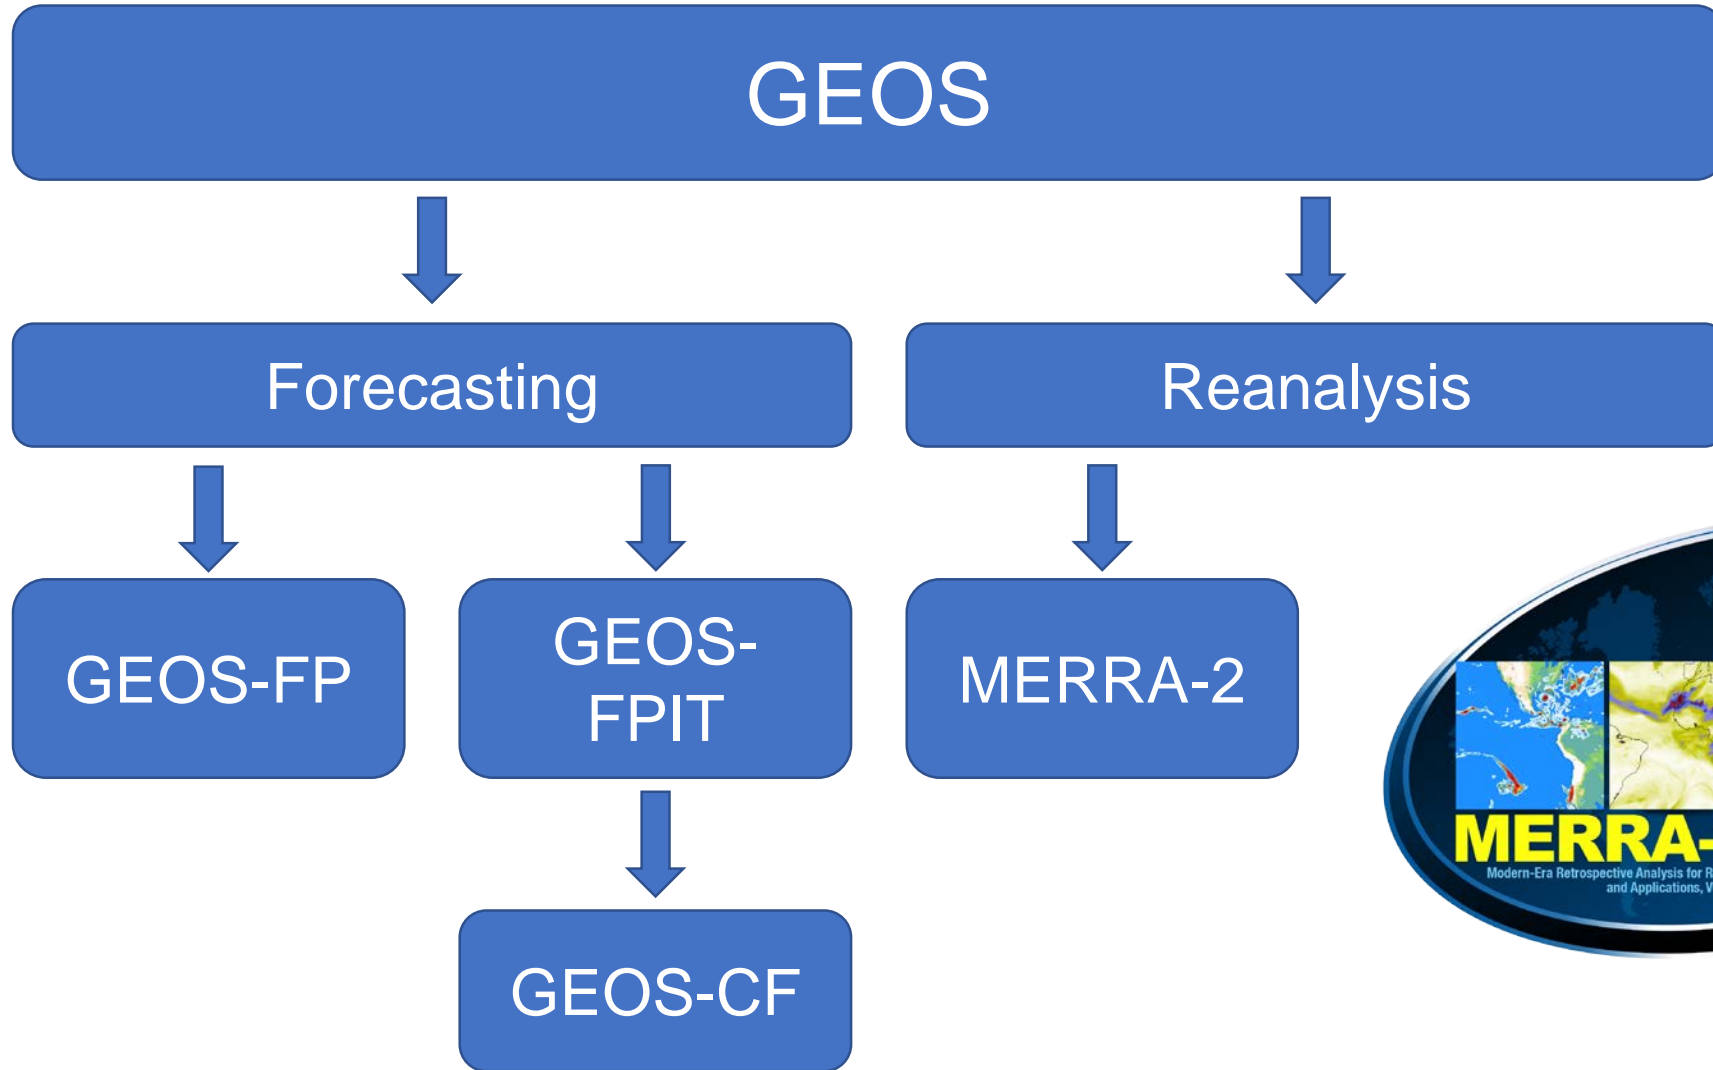 GEOS
Forecasting
Reanalysis
GEOS-FP
GEOS-
FPIT
MERRA-2
GEOS-CF
MERRA-
Modern-Era Retrospective Analysis for
and Applications,